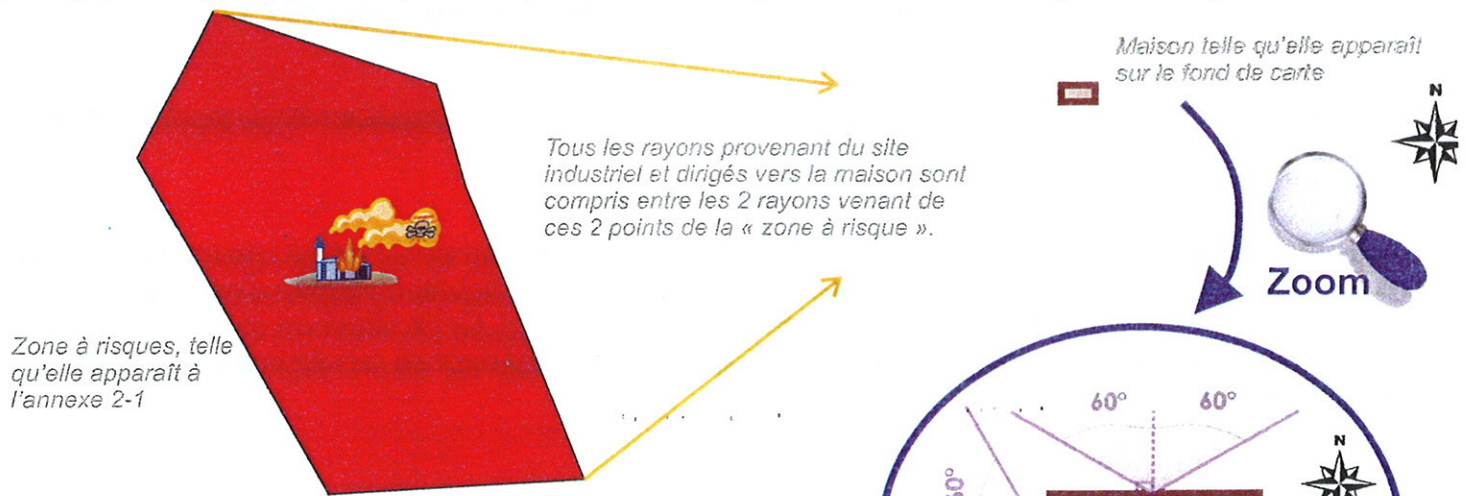 Maison telle qu'elle apparaît
sur le fond de carte
N
Tous les rayons provenant du site
industriel et dirigés vers la maison sont
compris entre les 2 rayons venant de
ces 2 points de la « zone à risque ».
Zoom
Zone à risques, telle
qu'elle apparaît à
l'annexe 2-1
60° 60°
N
60°